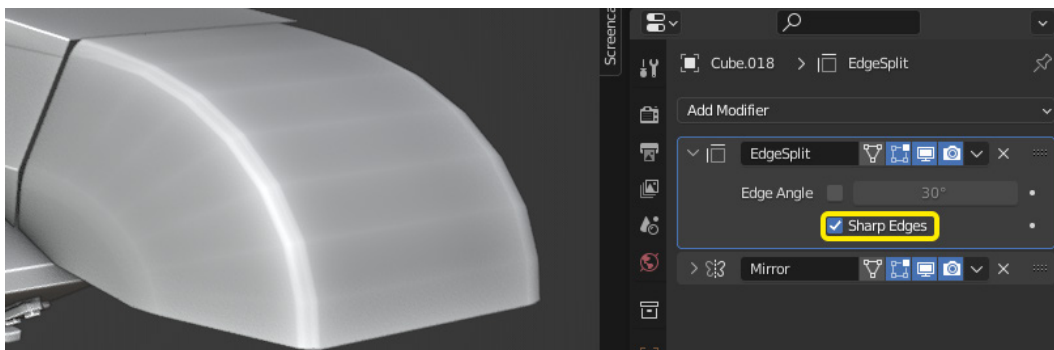 Screenca
Cube.018 > EdgeSplit
Add Modifier
EdgeSplit
Edge Angle 30°
Sharp Edges
Mirror